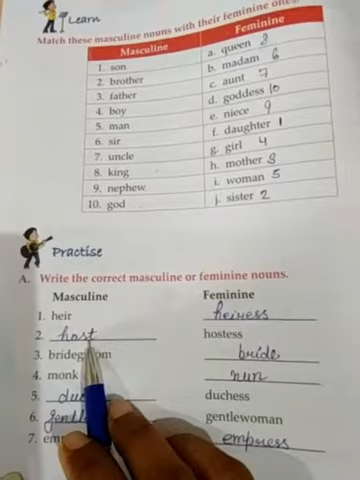 Learn
Match these masculine nouns with their feminine ones.
Masculine Feminine
1. son a. queen 8
2. brother b. madam 6
3. father c. aunt 7
4. boy d. goddess 10
5. man e. niece 9
6. sir f. daughter 1
7. uncle g. girl 4
8. king h. mother 3
9. nephew i. woman 5
10. god j. sister 2
Practise
A. Write the correct masculine or feminine nouns.
Masculine Feminine
1. heir heiress
2. host hostess
3. bride bride
4. monk nun
5. duchess
6. gentlewoman
7. empress